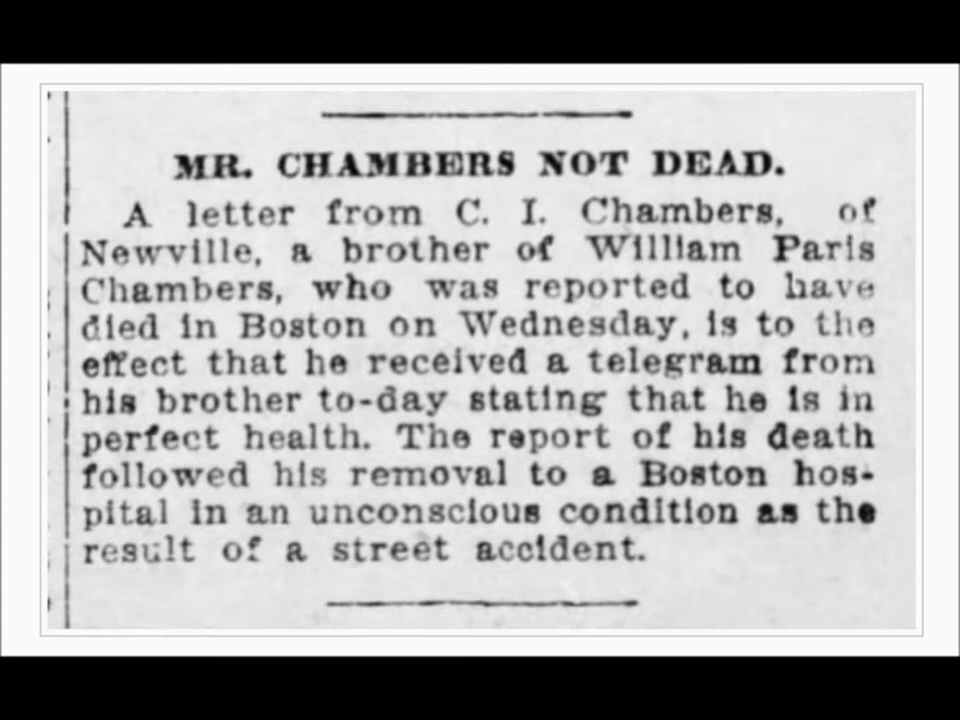 MR. CHAMBERS NOT DEAD.
A letter from C. I. Chambers, of
Newville, a brother of William Paris
Chambers, who was reported to have
died in Boston on Wednesday, is to the
effect that he received a telegram from
his brother to-day stating that he is in
perfect health. The report of his death
followed his removal to a Boston hos-
pital in an unconscious condition as the
result of a street accident.